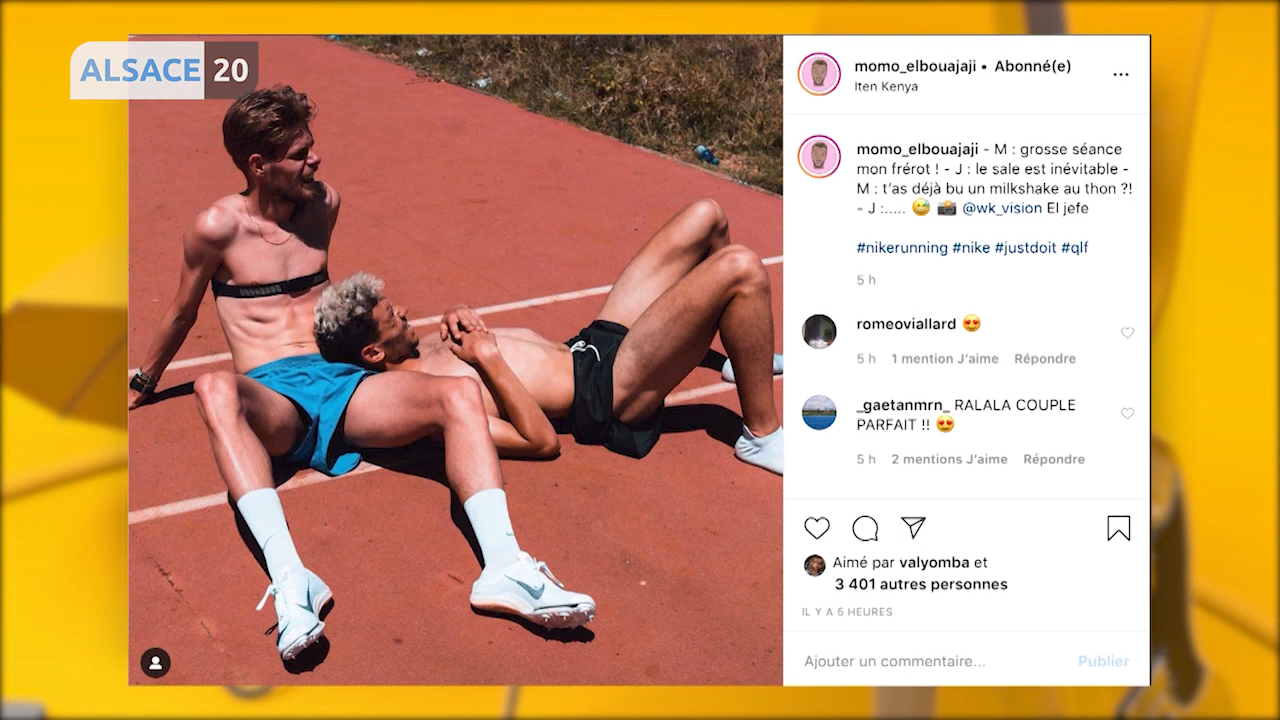 ALSACE 20
momo_elbouajaji • Abonné(e)
Iten Kenya
momo_elbouajaji - M : grosse séance
mon frérot ! - J : le sale est inévitable -
M : t'as déjà bu un milkshake au thon ?!
- J :..... 😅 📸 @wk_vision El jefe
#nikerunning #nike #justdoit #qlf
5 h
romeoviallard 😍
5 h 1 mention J'aime Répondre
_gaetanmrn_ RALALA COUPLE
PARFAIT !! 😍
5 h 2 mentions J'aime Répondre
Aimé par valyomba et
3 401 autres personnes
IL Y A 5 HEURES
Ajouter un commentaire... Publier